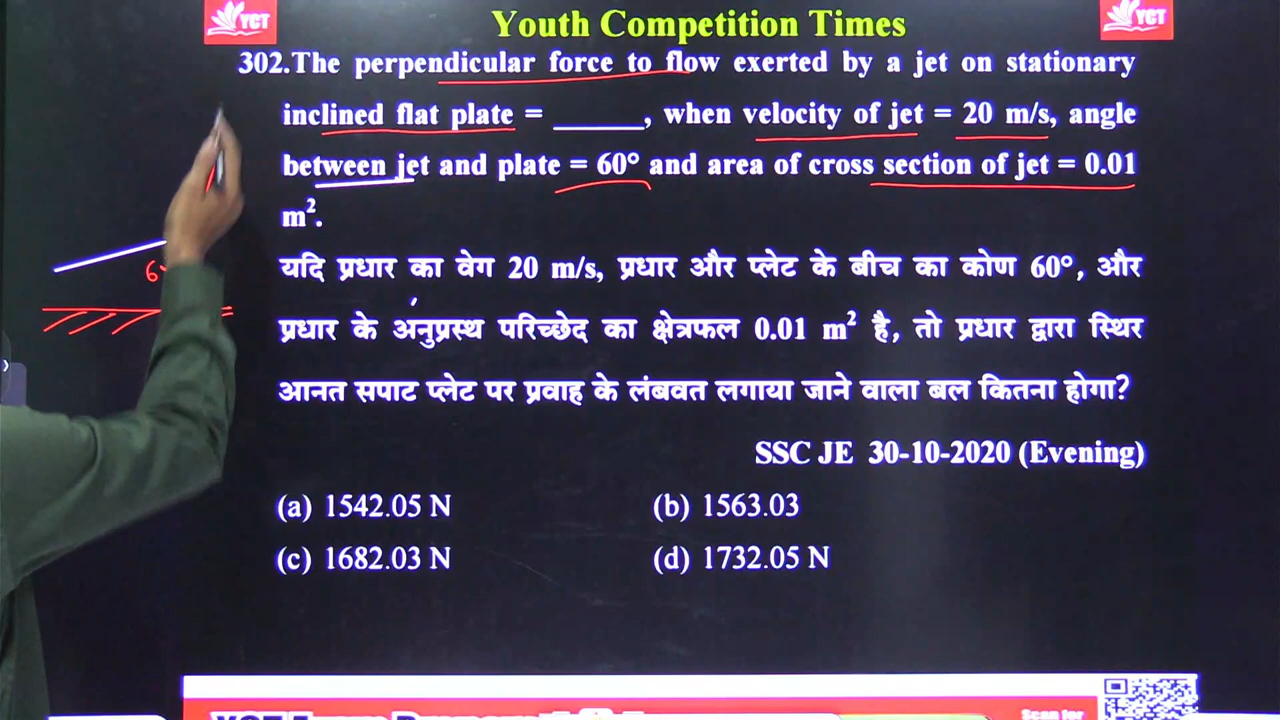 YCT
Youth Competition Times
YCT
302.The perpendicular force to flow exerted by a jet on stationary
inclined flat plate = ______, when velocity of jet = 20 m/s, angle
between jet and plate = 60° and area of cross section of jet = 0.01
m².
यदि प्रधार का वेग 20 m/s, प्रधार और प्लेट के बीच का कोण 60°, और
प्रधार के अनुप्रस्थ परिच्छेद का क्षेत्रफल 0.01 m² है, तो प्रधार द्वारा स्थिर
आनत सपाट प्लेट पर प्रवाह के लंबवत लगाया जाने वाला बल कितना होगा?
SSC JE 30-10-2020 (Evening)
(a) 1542.05 N
(b) 1563.03
(c) 1682.03 N
(d) 1732.05 N
Scan for